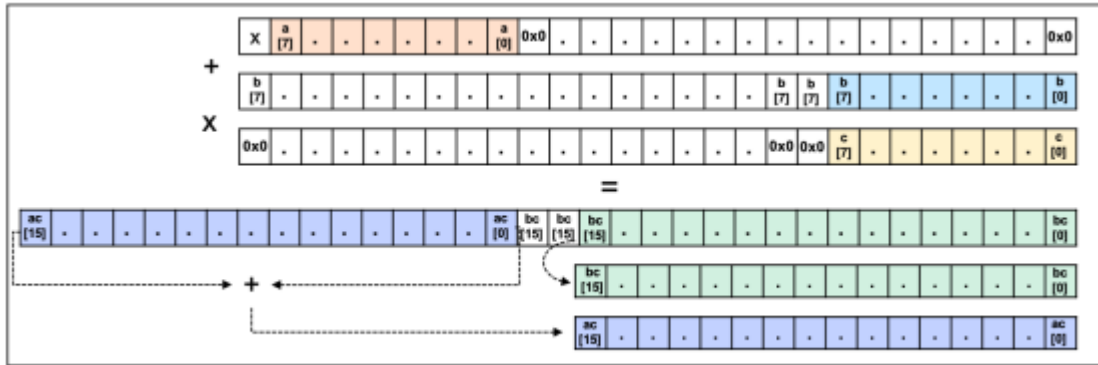 X a [7] . . . . . . a [0] 0x0 . . . . . . . . . . . . . . . . 0x0
+
b [7] . . . . . . . . . . . . . . . . b [7] b [7] b [7] . . . . . . b [0]
X
0x0 . . . . . . . . . . . . . . . . 0x0 0x0 c [7] . . . . . . c [0]
=
ac [15] . . . . . . . . . . . . . . ac [0] bc [15] bc [15] bc [15] . . . . . . . . . . . . . . bc [0]
+
bc [15] . . . . . . . . . . . . . . bc [0]
ac [15] . . . . . . . . . . . . . . ac [0]